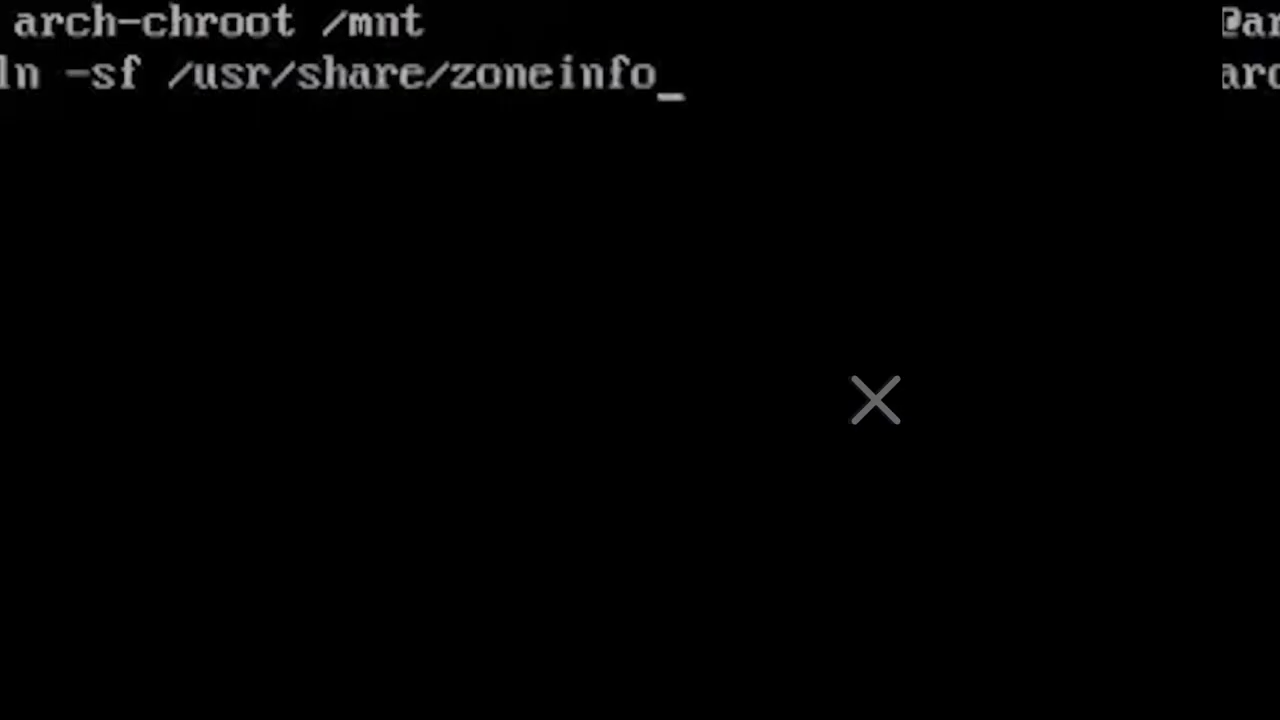 arch-chroot /mnt
ln -sf /usr/share/zoneinfo_